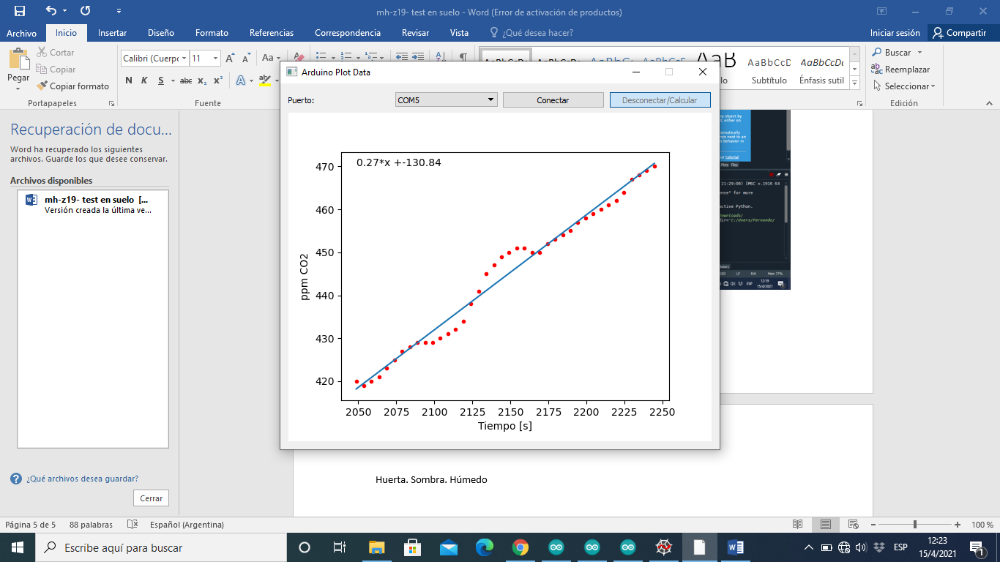 mh-z19- test en suelo - Word (Error de activación de productos)
Archivo
Inicio
Insertar
Diseño
Formato
Referencias
Correspondencia
Revisar
Vista
¿Qué desea hacer?
Iniciar sesión
Compartir
Pegar
Cortar
Copiar
Copiar formato
Portapapeles
Calibri (Cuerpo
11
Aa
N K S abc x₂ x²
Fuente
AaBbCcD
AaBbCcDc
Subtítulo
Énfasis sutil
Buscar
Reemplazar
Seleccionar
Edición
Arduino Plot Data
Puerto:
COM5
Conectar
Desconectar/Calcular
0.27*x +-130.84
470
460
450
440
430
420
ppm CO2
2050 2075 2100 2125 2150 2175 2200 2225 2250
Tiempo [s]
Recuperación de docu...
Word ha recuperado los siguientes
archivos. Guarde los que desee conservar.
Archivos disponibles
mh-z19- test en suelo [...
Versión creada la última ve...
¿Qué archivos desea guardar?
Cerrar
Huerta. Sombra. Húmedo
Página 5 de 5
88 palabras
Español (Argentina)
100 %
Escribe aquí para buscar
ESP
12:23
15/4/2021